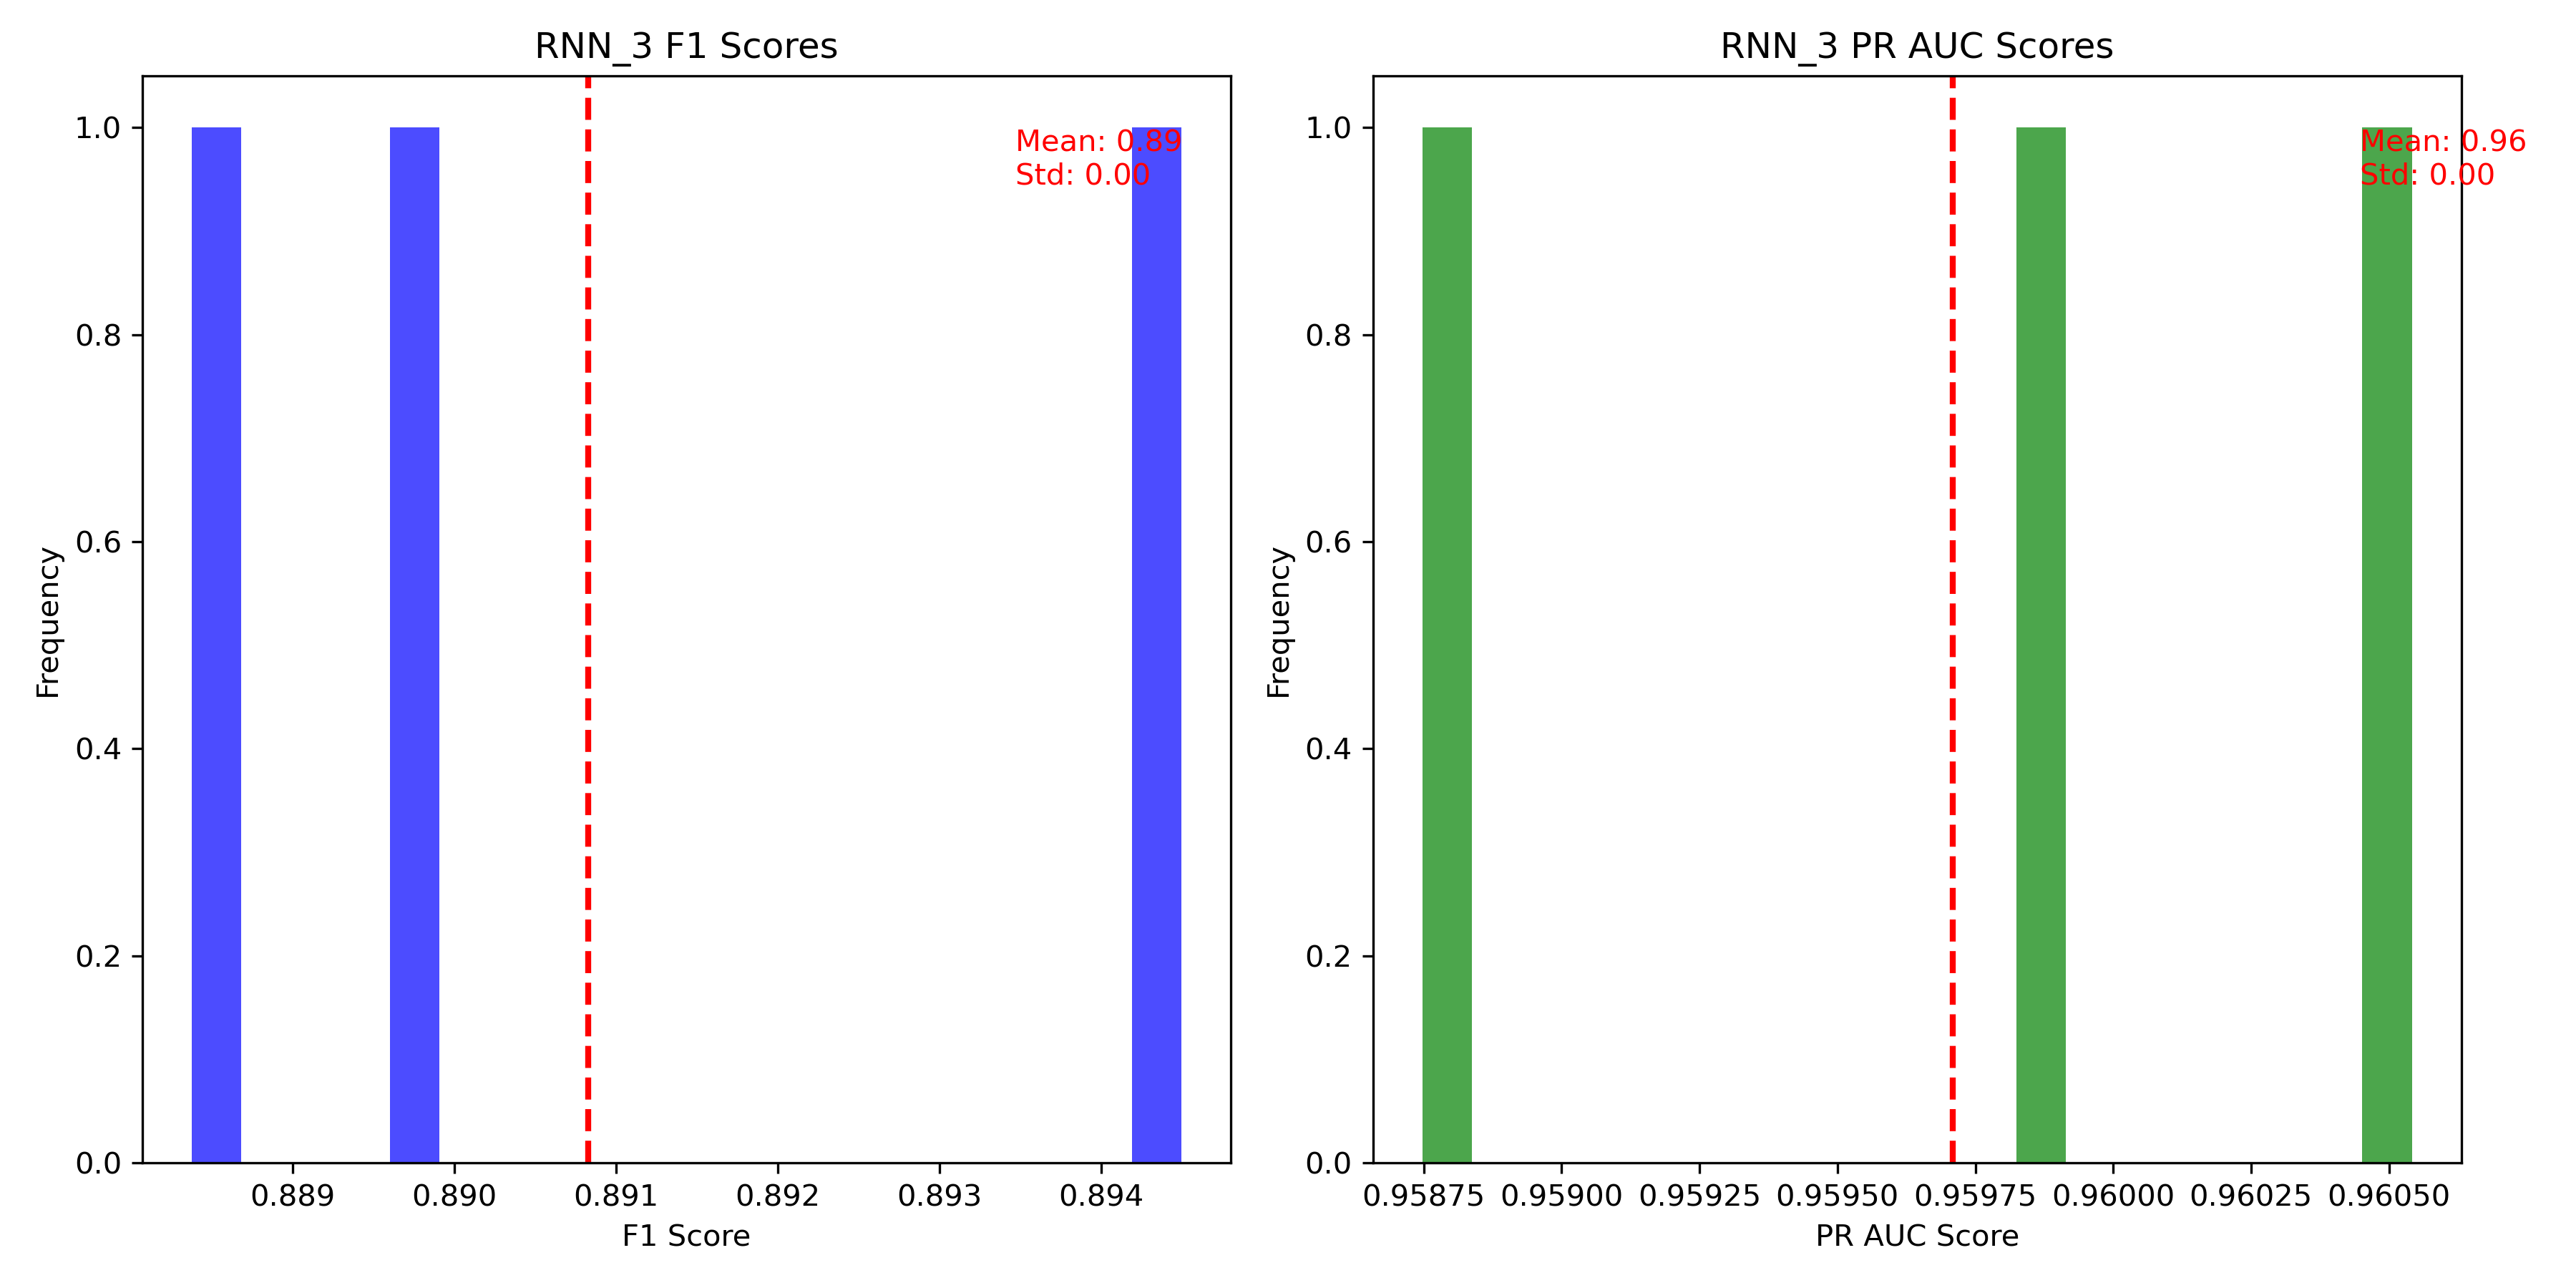 RNN_3 F1 Scores
Mean: 0.89
Std: 0.00
1.0
0.8
0.6
0.4
0.2
0.0
Frequency
0.889 0.890 0.891 0.892 0.893 0.894
F1 Score
RNN_3 PR AUC Scores
Mean: 0.96
Std: 0.00
1.0
0.8
0.6
0.4
0.2
0.0
Frequency
0.95875 0.95900 0.95925 0.95950 0.95975 0.96000 0.96025 0.96050
PR AUC Score